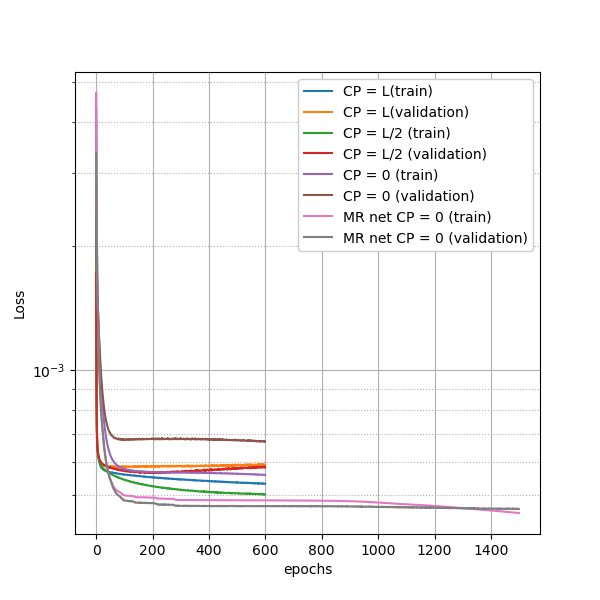 CP = L(train)
CP = L(validation)
CP = L/2 (train)
CP = L/2 (validation)
CP = 0 (train)
CP = 0 (validation)
MR net CP = 0 (train)
MR net CP = 0 (validation)
Loss
10⁻³
0 200 400 600 800 1000 1200 1400
epochs